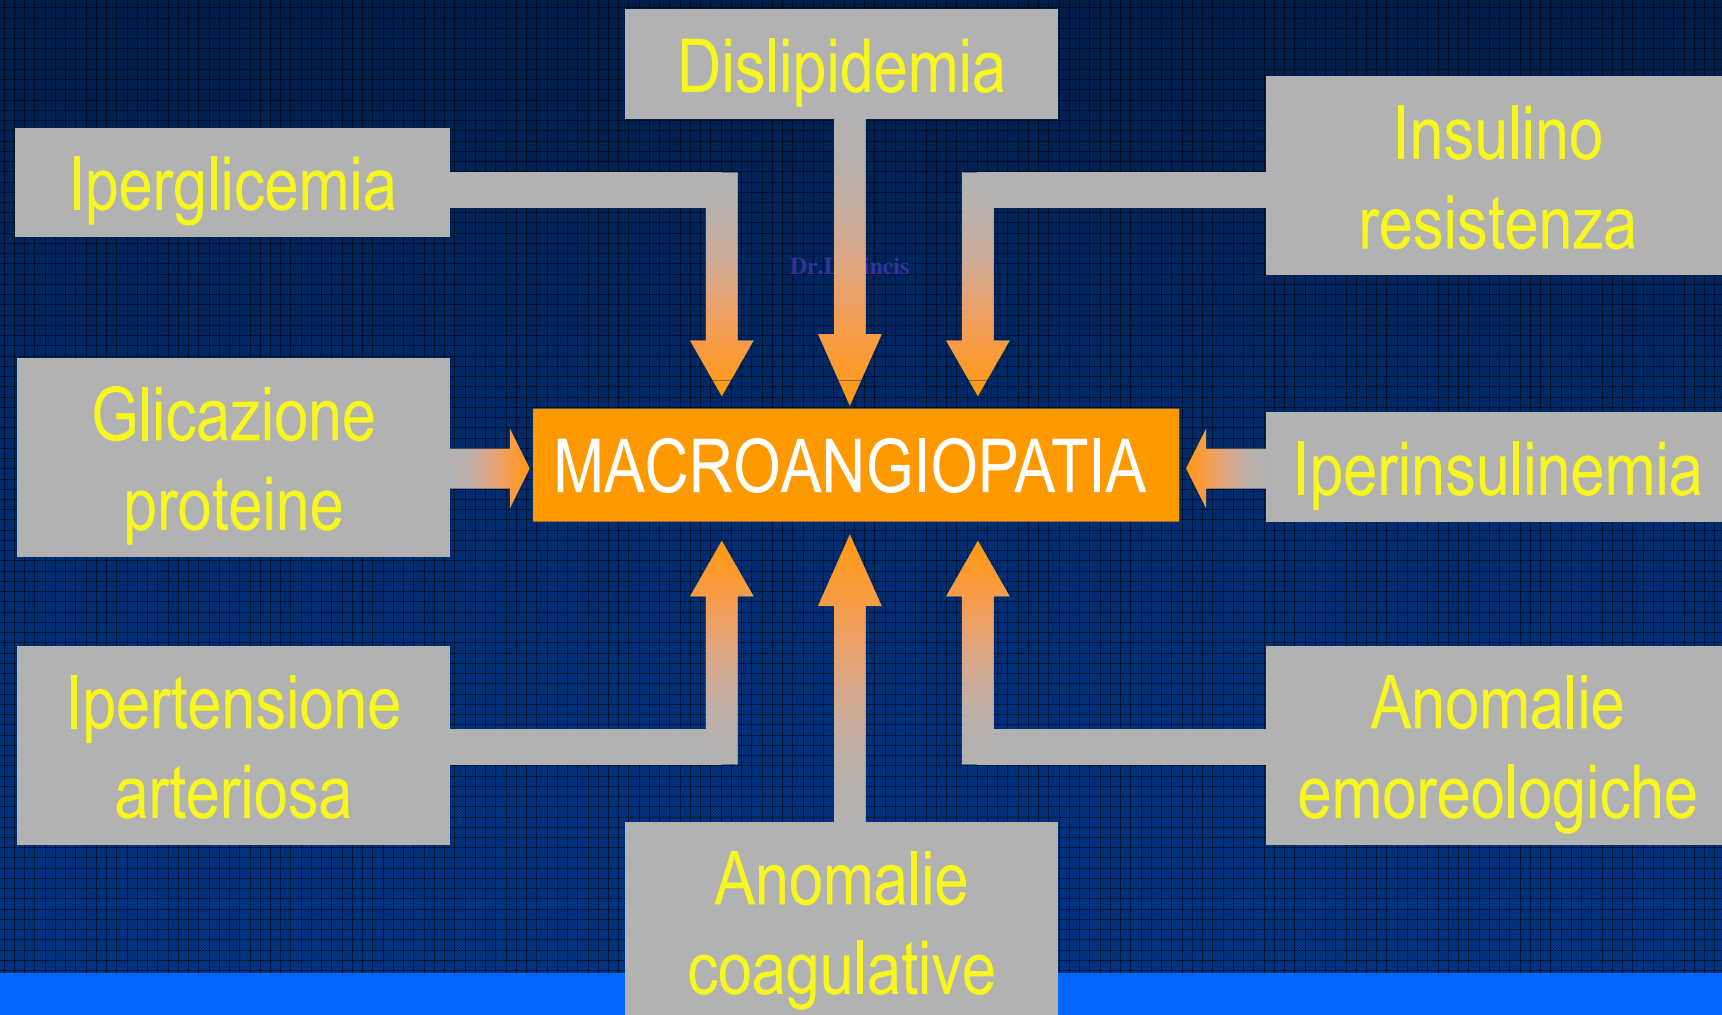 Dislipidemia
Iperglicemia
Insulino
resistenza
Glicazione
proteine
MACROANGIOPATIA
Iperinsulinemia
Ipertensione
arteriosa
Anomalie
emoreologiche
Anomalie
coagulative